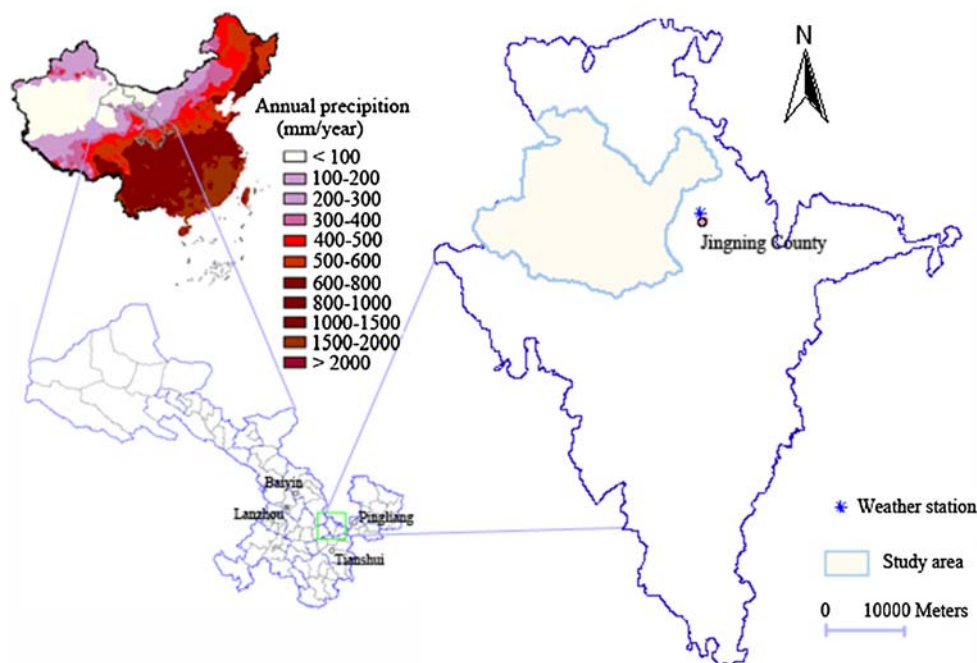 Annual precipition
(mm/year)
< 100
100-200
200-300
300-400
400-500
500-600
600-800
800-1000
1000-1500
1500-2000
> 2000
Baiyin
Lanzhou
Pingliang
Tianshui
N
Jingning County
Weather station
Study area
0 10000 Meters